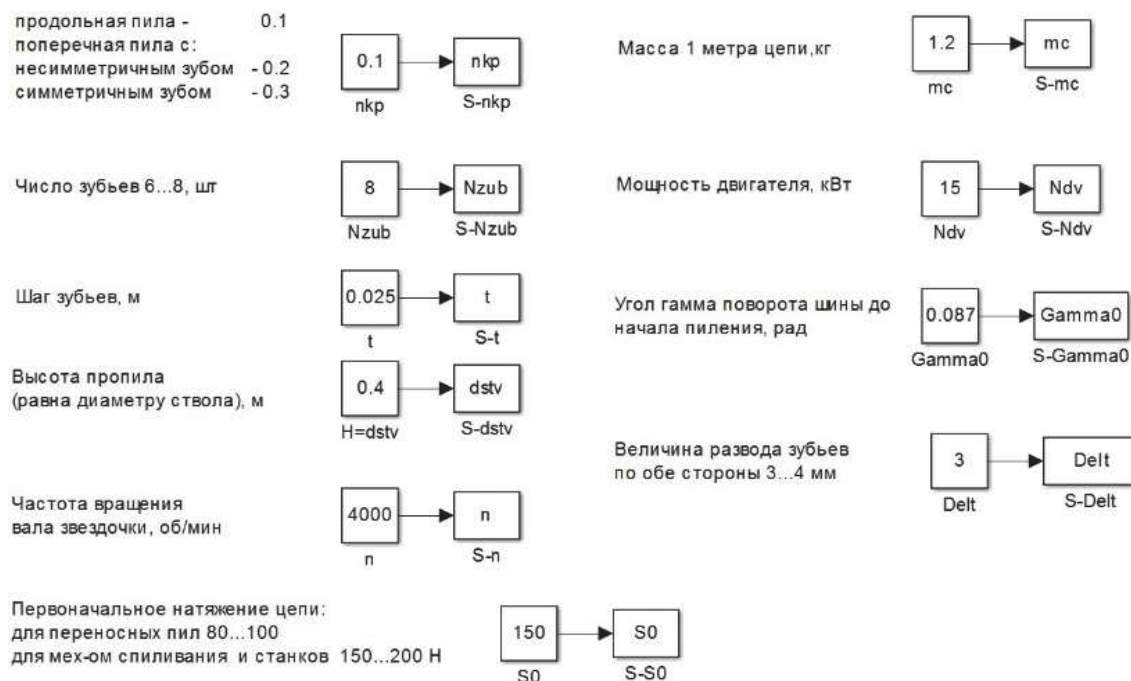 продольная пила - 0.1
поперечная пила с:
несимметричным зубом - 0.2
симметричным зубом - 0.3
0.1
nkp
nkp
S-nkp
Масса 1 метра цепи,кг
1.2
mc
mc
S-mc
Число зубьев 6...8, шт
8
Nzub
Nzub
S-Nzub
Мощность двигателя, кВт
15
Ndv
Ndv
S-Ndv
Шаг зубьев, м
0.025
t
t
S-t
Угол гамма поворота шины до
начала пиления, рад
0.087
Gamma0
Gamma0
S-Gamma0
Высота пропила
(равна диаметру ствола), м
0.4
dstv
H=dstv
S-dstv
Величина развода зубьев
по обе стороны 3...4 мм
3
Delt
Delt
S-Delt
Частота вращения
вала звездочки, об/мин
4000
n
n
S-n
Первоначальное натяжение цепи:
для переносных пил 80...100
для мех-ом спиливания и станков 150...200 Н
150
S0
S0
S-S0